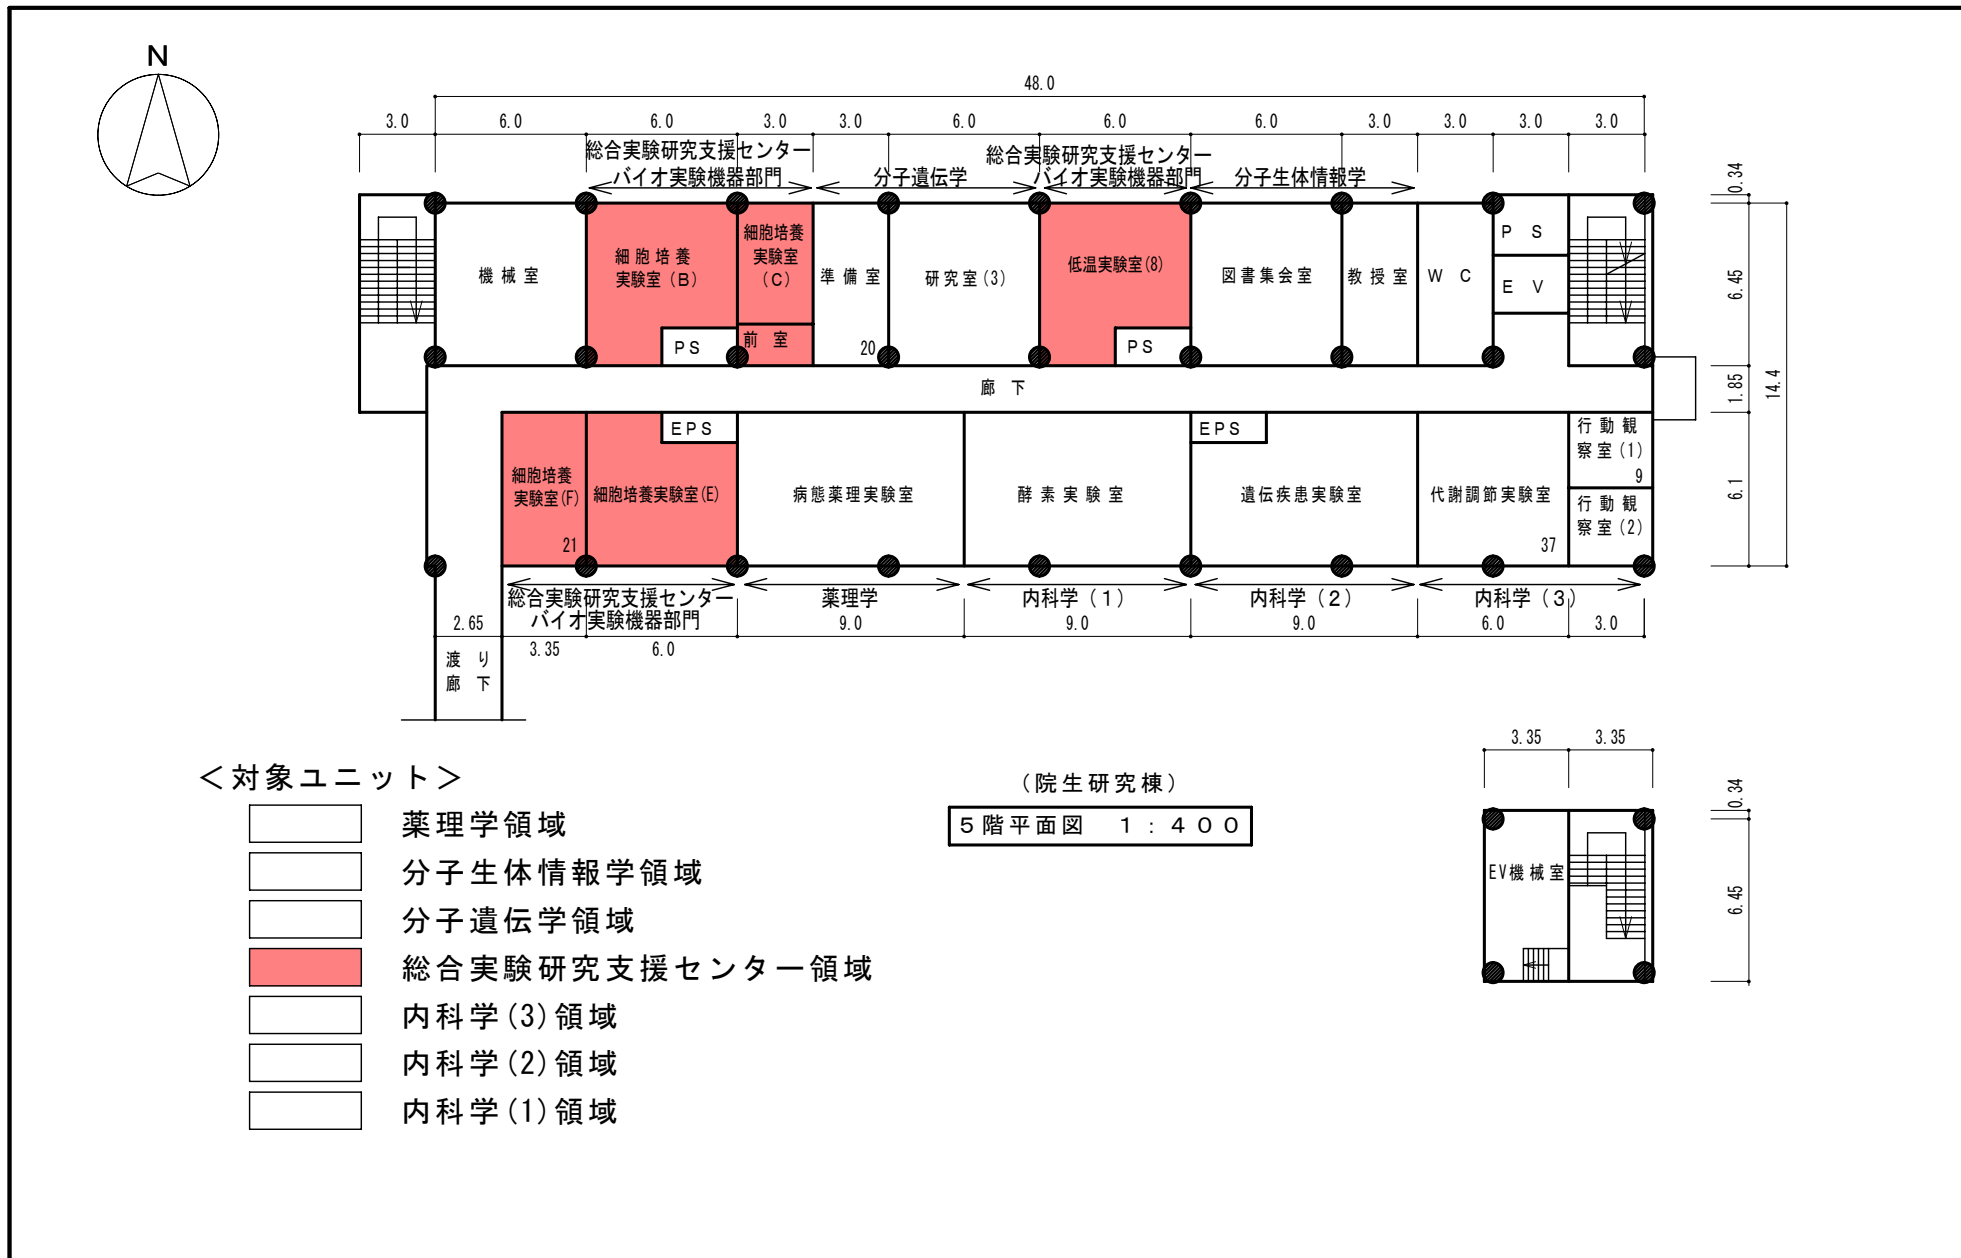 N
48.0
3.0 6.0 6.0 3.0 3.0 6.0 6.0 6.0 3.0 3.0 3.0 3.0
総合実験研究支援センター
バイオ実験機器部門
分子遺伝学
総合実験研究支援センター
バイオ実験機器部門
分子生体情報学
0.34
6.45
1.85
6.1
14.4
機械室
細胞培養
実験室(B)
PS
細胞培養
実験室
(C)
前室
準備室
20
研究室(3)
低温実験室(8)
PS
図書集会室
教授室
WC
PS
EV
廊下
細胞培養
実験室(F)
21
EPS
細胞培養実験室(E)
病態薬理実験室
酵素実験室
EPS
遺伝疾患実験室
代謝調節実験室
37
行動観
察室(1)
9
行動観
察室(2)
総合実験研究支援センター
バイオ実験機器部門
薬理学
内科学(1)
内科学(2)
内科学(3)
2.65 9.0 9.0 9.0 6.0 3.0
3.35 6.0
渡り
廊下
3.35 3.35
0.34
6.45
EV機械室
(院生研究棟)
5階平面図 1:400
<対象ユニット>
薬理学領域
分子生体情報学領域
分子遺伝学領域
総合実験研究支援センター領域
内科学(3)領域
内科学(2)領域
内科学(1)領域